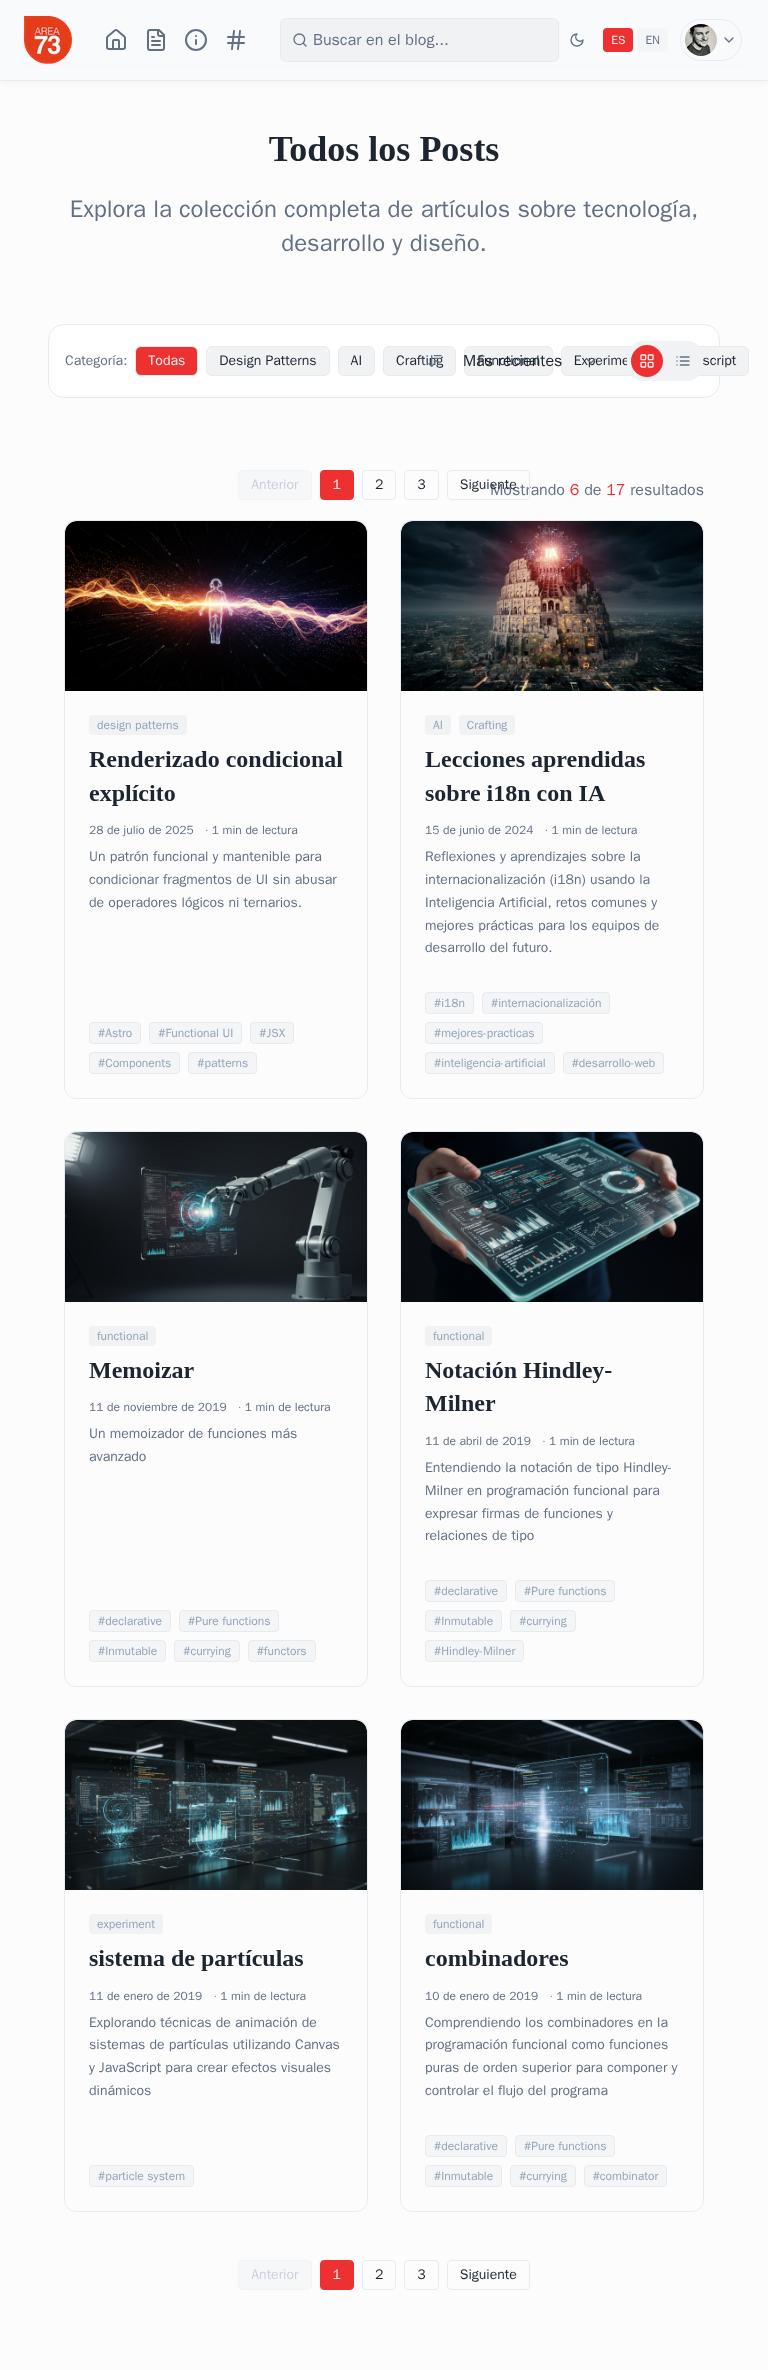 AREA
73
Buscar en el blog...
ES
EN
Todos los Posts
Explora la colección completa de artículos sobre tecnología,
desarrollo y diseño.
Categoría:
Todas
Design Patterns
AI
Crafting
Functional
Más recientes
Experime
script
Anterior
1
2
3
Siguiente
Mostrando 6 de 17 resultados
IA
design patterns
Renderizado condicional
explícito
28 de julio de 2025 · 1 min de lectura
Un patrón funcional y mantenible para
condicionar fragmentos de UI sin abusar
de operadores lógicos ni ternarios.
#Astro #Functional UI #JSX
#Components #patterns
AI Crafting
Lecciones aprendidas
sobre i18n con IA
15 de junio de 2024 · 1 min de lectura
Reflexiones y aprendizajes sobre la
internacionalización (i18n) usando la
Inteligencia Artificial, retos comunes y
mejores prácticas para los equipos de
desarrollo del futuro.
#i18n #internacionalización
#mejores-practicas
#inteligencia-artificial #desarrollo-web
functional
Memoizar
11 de noviembre de 2019 · 1 min de lectura
Un memoizador de funciones más
avanzado
#declarative #Pure functions
#Inmutable #currying #functors
functional
Notación Hindley-
Milner
11 de abril de 2019 · 1 min de lectura
Entendiendo la notación de tipo Hindley-
Milner en programación funcional para
expresar firmas de funciones y
relaciones de tipo
#declarative #Pure functions
#Inmutable #currying
#Hindley-Milner
experiment
sistema de partículas
11 de enero de 2019 · 1 min de lectura
Explorando técnicas de animación de
sistemas de partículas utilizando Canvas
y JavaScript para crear efectos visuales
dinámicos
#particle system
functional
combinadores
10 de enero de 2019 · 1 min de lectura
Comprendiendo los combinadores en la
programación funcional como funciones
puras de orden superior para componer y
controlar el flujo del programa
#declarative #Pure functions
#Inmutable #currying #combinator
Anterior
1
2
3
Siguiente